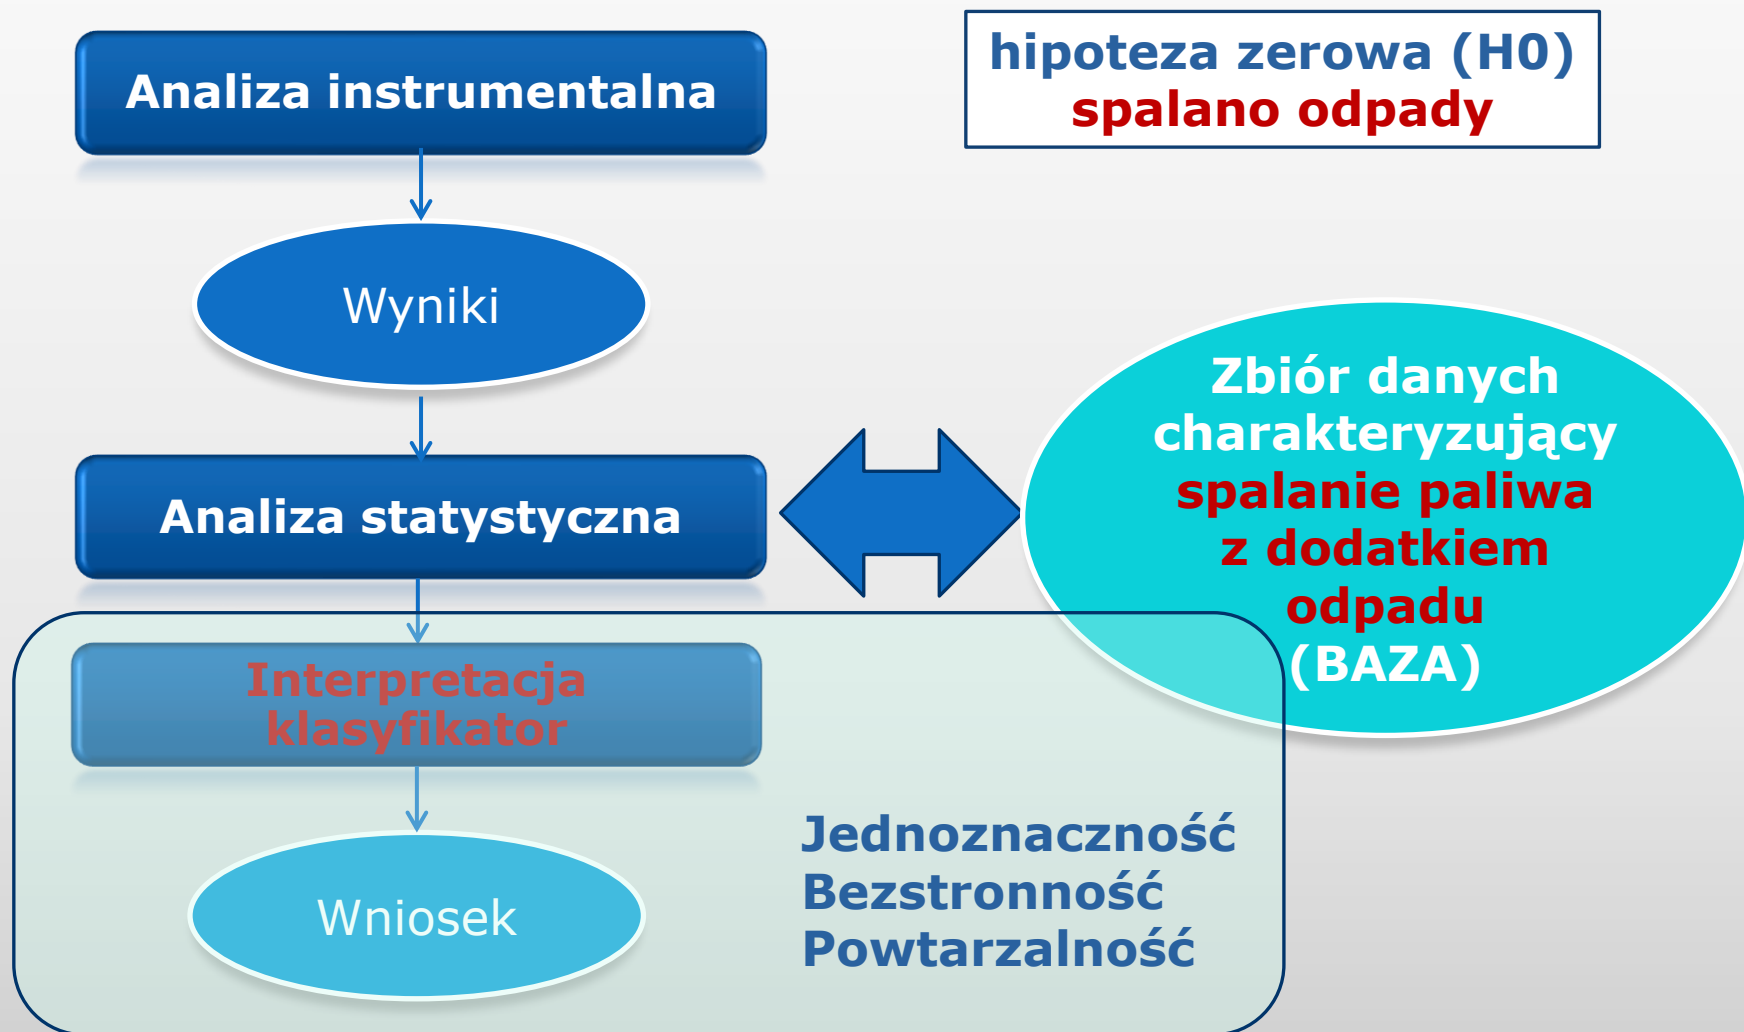 Analiza instrumentalna
hipoteza zerowa (H0)
spalano odpady
Wyniki
Zbiór danych
charakteryzujący
spalanie paliwa
z dodatkiem
odpadu
(BAZA)
Analiza statystyczna
Interpretacja
klasyfikator
Wniosek
Jednoznaczność
Bezstronność
Powtarzalność